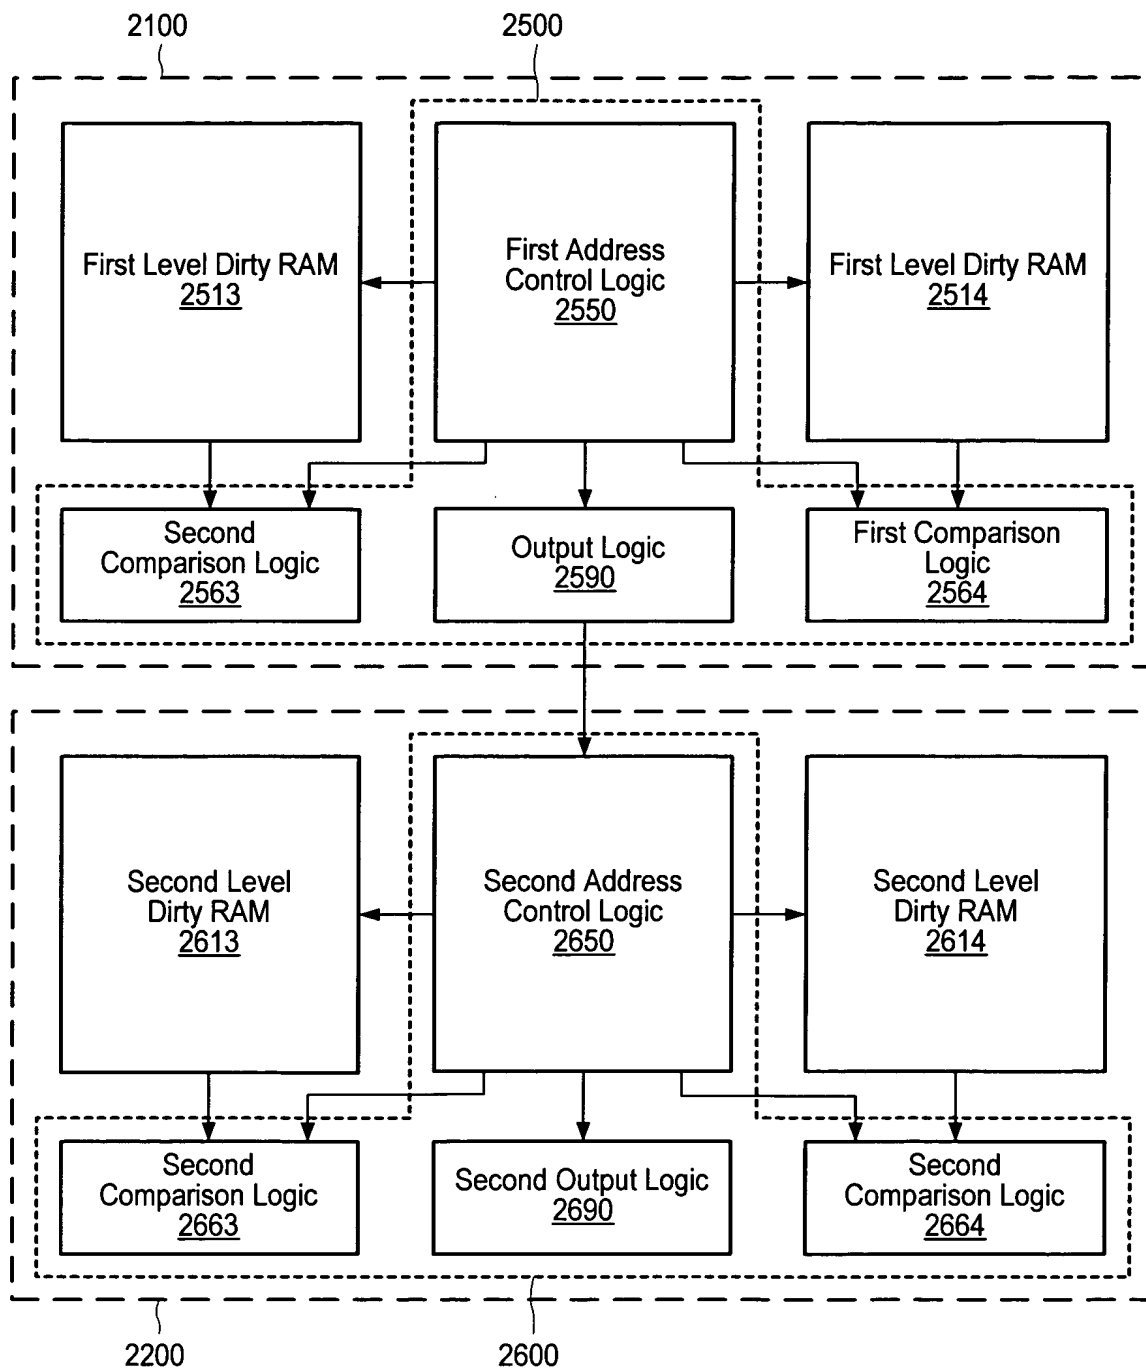 2100
2500
First Level Dirty RAM
2513
First Address
Control Logic
2550
First Level Dirty RAM
2514
Second
Comparison Logic
2563
Output Logic
2590
First Comparison
Logic
2564
Second Level
Dirty RAM
2613
Second Address
Control Logic
2650
Second Level
Dirty RAM
2614
Second
Comparison Logic
2663
Second Output Logic
2690
Second
Comparison Logic
2664
2200
2600